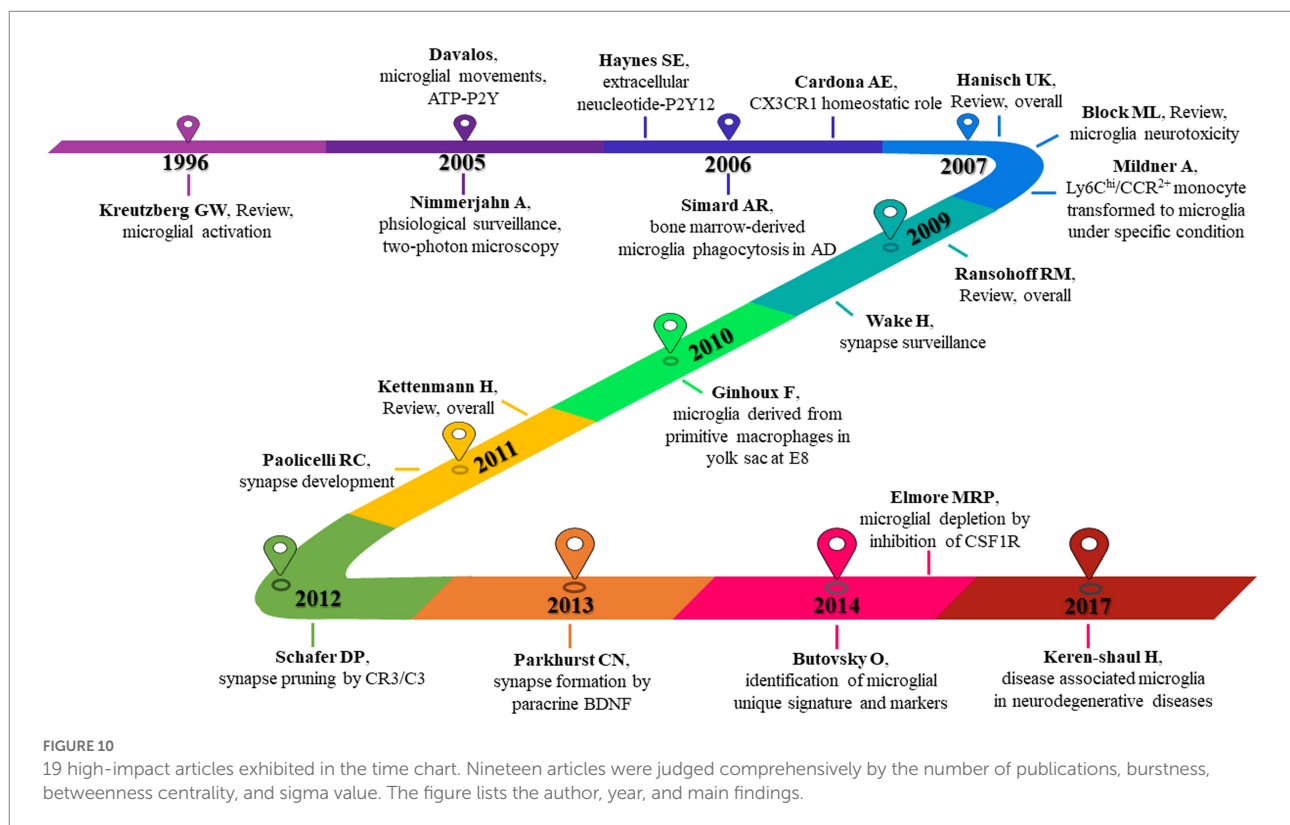 Davalos,
microglial movements,
ATP-P2Y
Haynes SE,
extracellular
neucleotide-P2Y12
Cardona AE,
CX3CR1 homeostatic role
Hanisch UK,
Review, overall
Block ML, Review,
microglia neurotoxicity
1996
2005
2006
2007
Kreutzberg GW, Review,
microglial activation
Nimmerjahn A,
phsiological surveillance,
two-photon microscopy
Simard AR,
bone marrow-derived
microglia phagocytosis in AD
Mildner A,
Ly6Chi/CCR2+ monocyte
transformed to microglia
under specific condition
2009
Ransohoff RM,
Review, overall
Wake H,
synapse surveillance
2010
Ginhoux F,
microglia derived from
primitive macrophages in
yolk sac at E8
Kettenmann H,
Review, overall
2011
Paolicelli RC,
synapse development
Elmore MRP,
microglial depletion by
inhibition of CSF1R
2012
2013
2014
2017
Schafer DP,
synapse pruning by CR3/C3
Parkhurst CN,
synapse formation by
paracrine BDNF
Butovsky O,
identification of microglial
unique signature and markers
Keren-shaul H,
disease associated microglia
in neurodegenerative diseases
FIGURE 10
19 high-impact articles exhibited in the time chart. Nineteen articles were judged comprehensively by the number of publications, burstness,
betweenness centrality, and sigma value. The figure lists the author, year, and main findings.